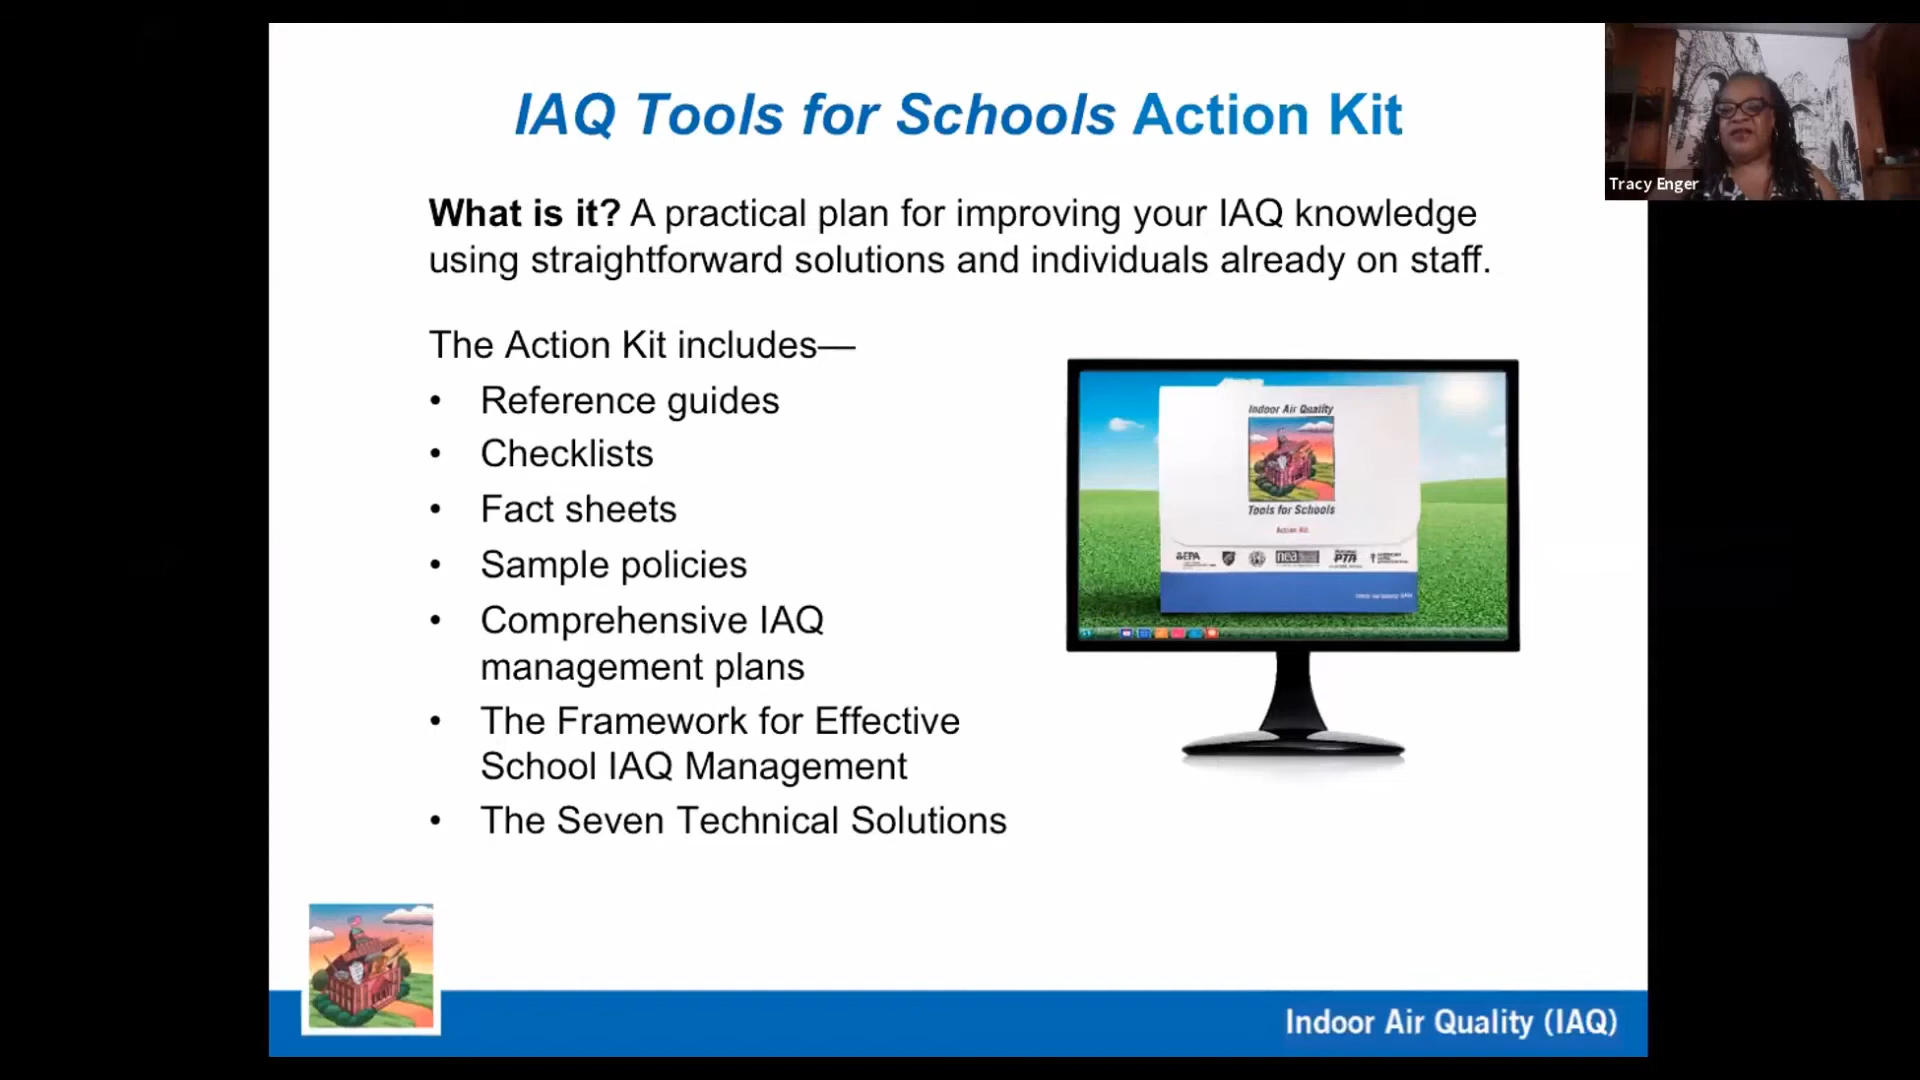 IAQ Tools for Schools Action Kit
Tracy Enger
What is it? A practical plan for improving your IAQ knowledge
using straightforward solutions and individuals already on staff.
The Action Kit includes—
• Reference guides
• Checklists
• Fact sheets
• Sample policies
• Comprehensive IAQ
management plans
• The Framework for Effective
School IAQ Management
• The Seven Technical Solutions
Indoor Air Quality
Tools for Schools
Action Kit
EPA
nea
PTA
Indoor Air Quality (IAQ)